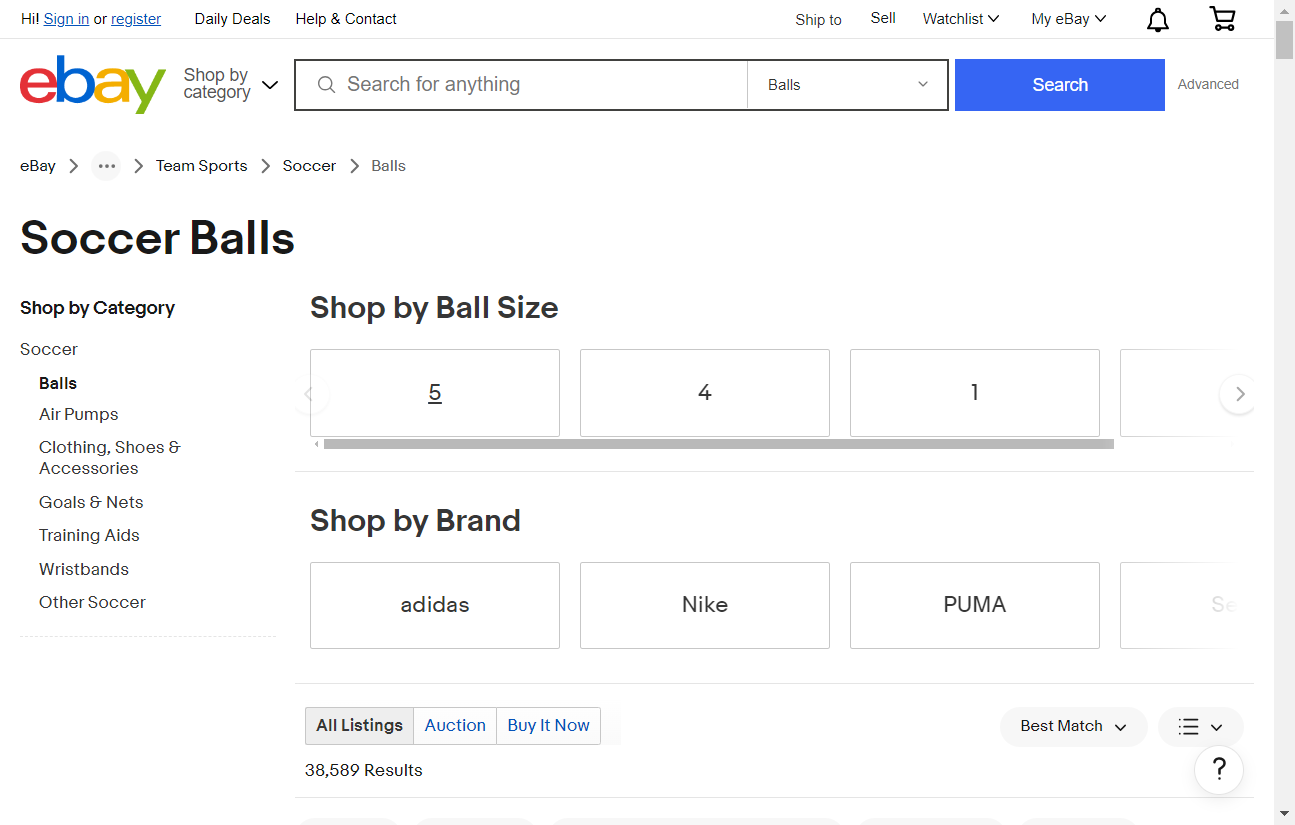 Hi! Sign in or register Daily Deals Help & Contact Ship to Sell Watchlist My eBay
ebay
Shop by
category
Search for anything Balls Search Advanced
eBay ... Team Sports Soccer Balls
Soccer Balls
Shop by Category
Soccer
Balls
Air Pumps
Clothing, Shoes &
Accessories
Goals & Nets
Training Aids
Wristbands
Other Soccer
Shop by Ball Size
5 4 1
Shop by Brand
adidas Nike PUMA
All Listings Auction Buy It Now Best Match
38,589 Results
?